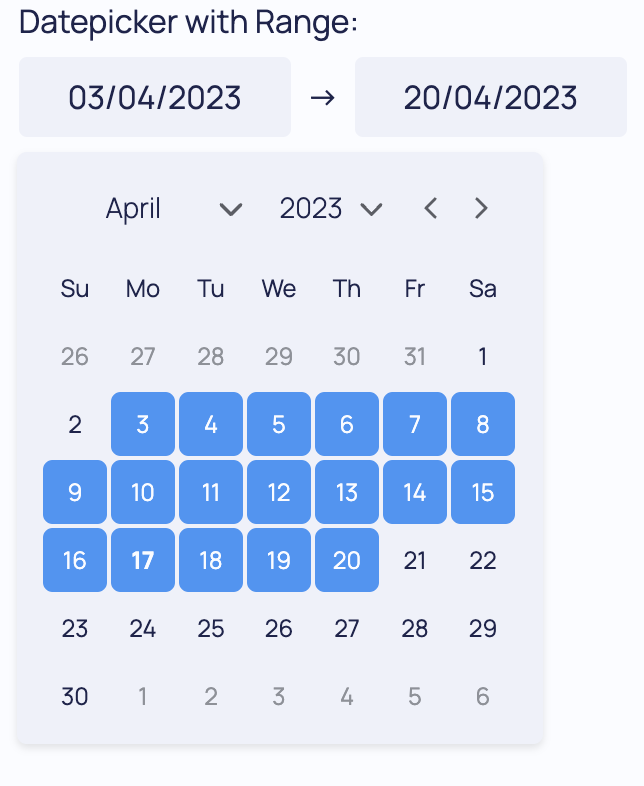 Datepicker with Range:
03/04/2023 → 20/04/2023
April 2023
Su Mo Tu We Th Fr Sa
26 27 28 29 30 31 1
2 3 4 5 6 7 8
9 10 11 12 13 14 15
16 17 18 19 20 21 22
23 24 25 26 27 28 29
30 1 2 3 4 5 6